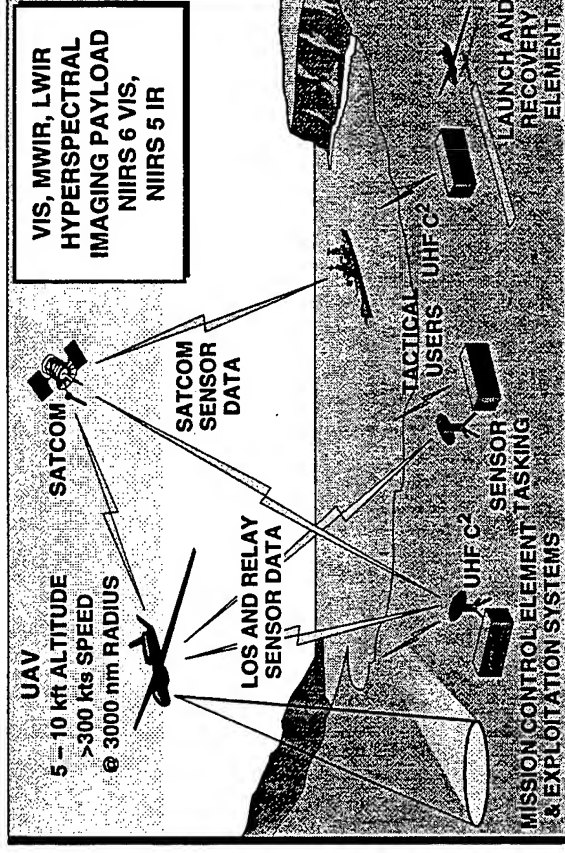 UAV
5 – 10 kft ALTITUDE
>300 kts SPEED
@ 3000 nm RADIUS
SATCOM
VIS, MWIR, LWIR
HYPERSPECTRAL
IMAGING PAYLOAD
NIIRS 6 VIS,
NIIRS 5 IR
SATCOM
SENSOR
DATA
LOS AND RELAY
SENSOR DATA
TACTICAL
USERS
UHF C²
UHF C²
SENSOR
TASKING
MISSION CONTROL ELEMENT
& EXPLOITATION SYSTEMS
LAUNCH AND
RECOVERY
ELEMENT